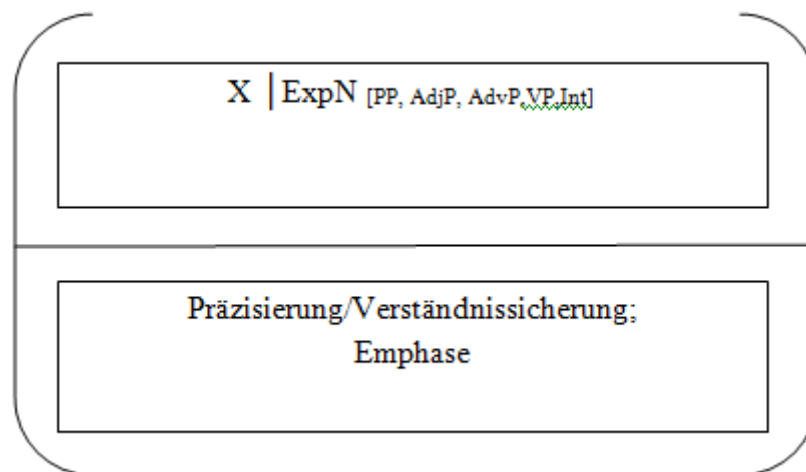 X | ExpN [PP, AdjP, AdvP,VP,Int]
Präzisierung/Verständnissicherung;
Emphase